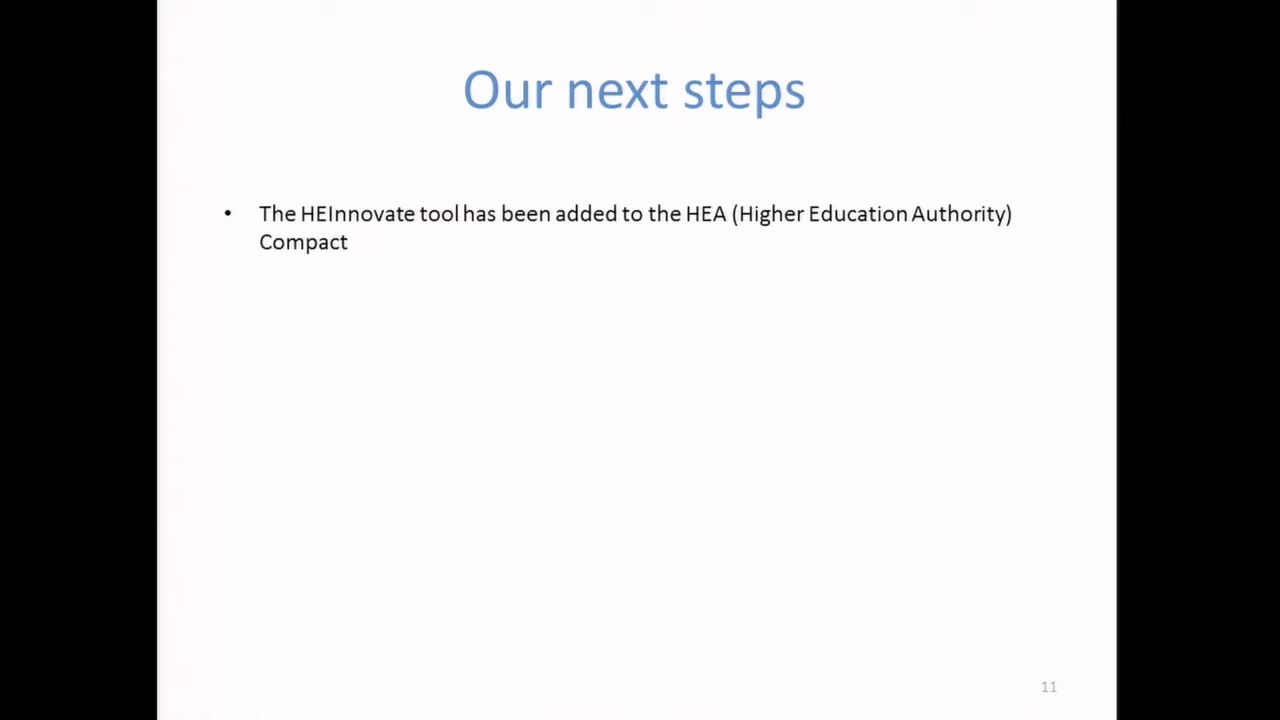 Our next steps
• The HEInnovate tool has been added to the HEA (Higher Education Authority)
Compact
11